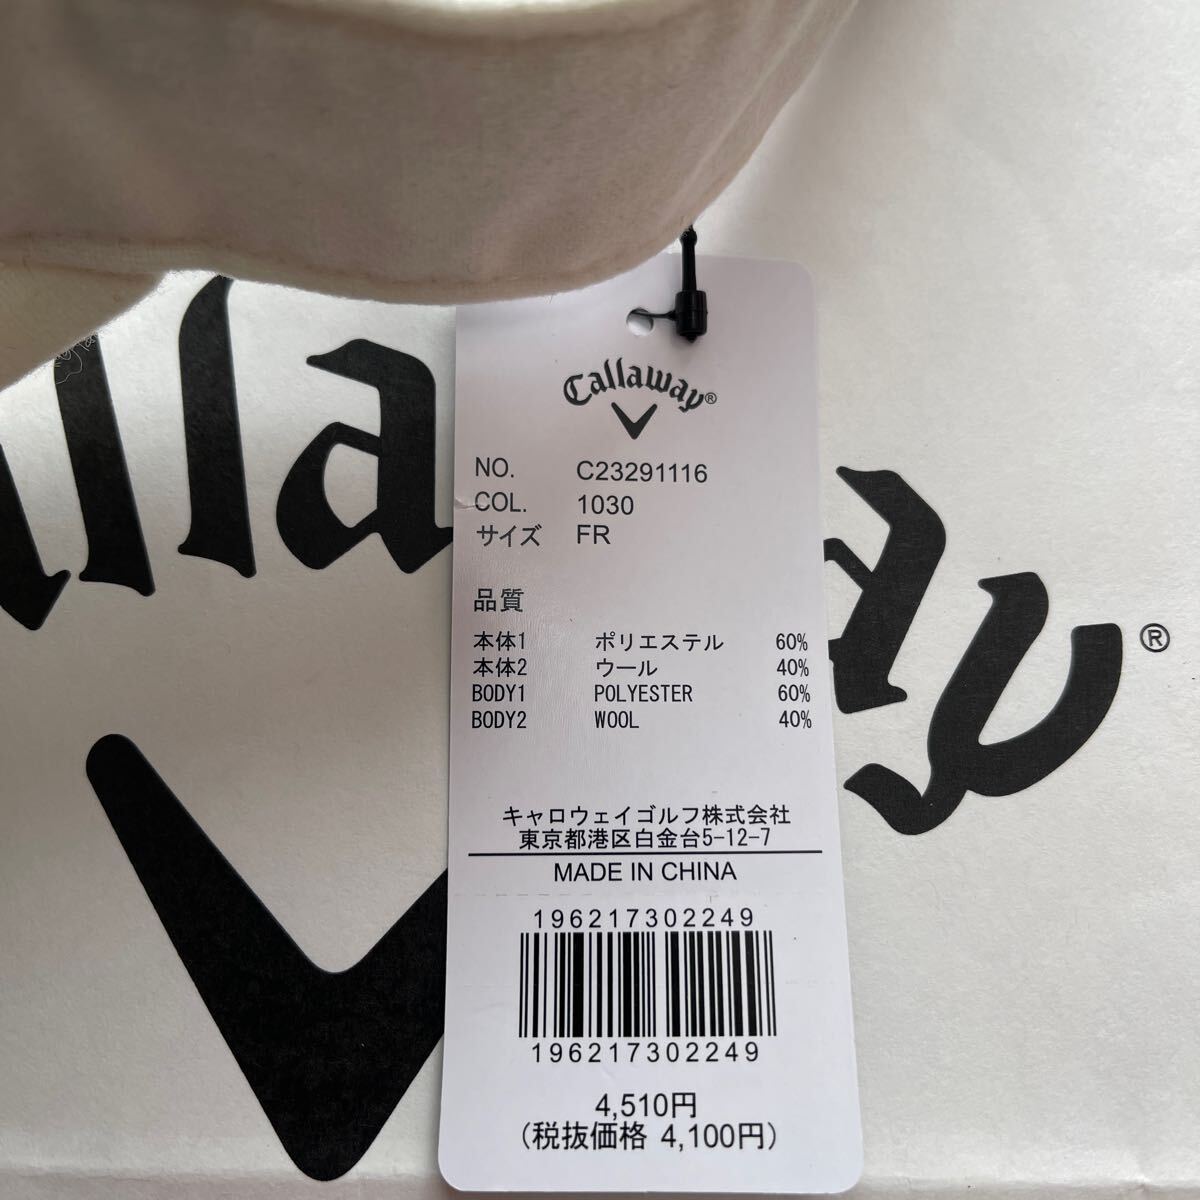 Callaway®
NO. C23291116
COL. 1030
サイズ FR
品質
本体1 ポリエステル 60%
本体2 ウール 40%
BODY1 POLYESTER 60%
BODY2 WOOL 40%
キャロウェイゴルフ株式会社
東京都港区白金台5-12-7
MADE IN CHINA
196217302249
196217302249
4,510円
（税抜価格 4,100円）
llaway®